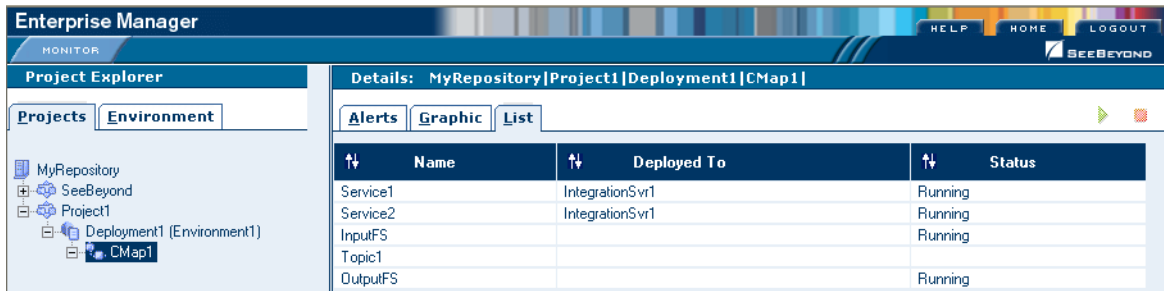 Enterprise Manager
HELP HOME LOGOUT
MONITOR
SEEBEYOND
Project Explorer
Details: MyRepository|Project1|Deployment1|CMap1|
Projects Environment
Alerts Graphic List
MyRepository
SeeBeyond
Project1
Deployment1 (Environment1)
CMap1
Name Deployed To Status
Service1 IntegrationSvr1 Running
Service2 IntegrationSvr1 Running
InputFS Running
Topic1
OutputFS Running